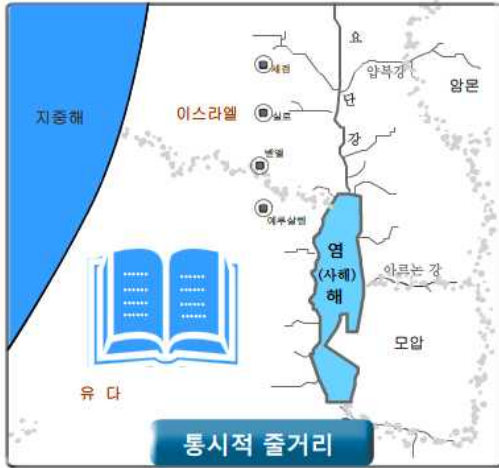 요
세겜
얍복강
암몬
지중해
이스라엘
실로
단
강
벧엘
예루살렘
염
(사해)
해
아르논 강
모압
유 다
통시적 줄거리